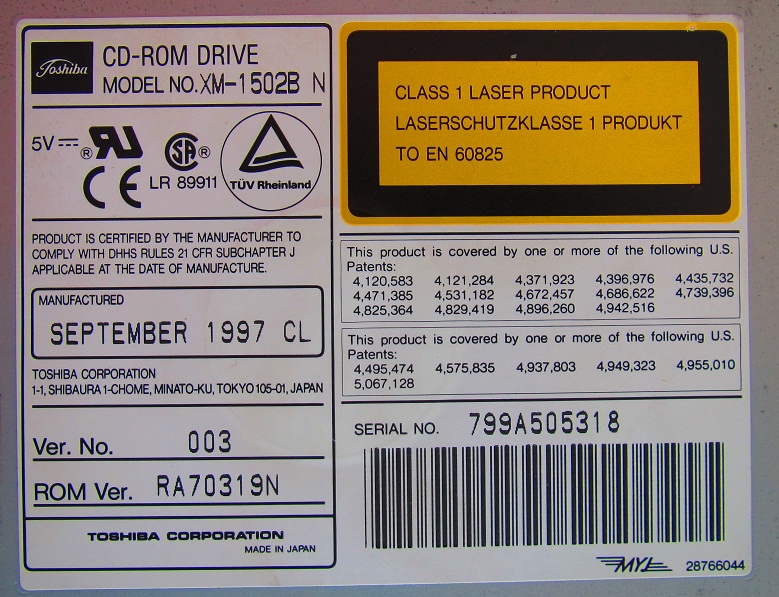 Toshiba
CD-ROM DRIVE
MODEL NO. XM-1502B N
5V
® ®
LR 89911
TÜV Rheinland
PRODUCT IS CERTIFIED BY THE MANUFACTURER TO
COMPLY WITH DHHS RULES 21 CFR SUBCHAPTER J
APPLICABLE AT THE DATE OF MANUFACTURE.
MANUFACTURED
SEPTEMBER 1997 CL
TOSHIBA CORPORATION
1-1, SHIBAURA 1-CHOME, MINATO-KU, TOKYO 105-01, JAPAN
Ver. No. 003
ROM Ver. RA70319N
TOSHIBA CORPORATION
MADE IN JAPAN
CLASS 1 LASER PRODUCT
LASERSCHUTZKLASSE 1 PRODUKT
TO EN 60825
This product is covered by one or more of the following U.S.
Patents:
4,120,583 4,121,284 4,371,923 4,396,976 4,435,732
4,471,385 4,531,182 4,672,457 4,686,622 4,739,396
4,825,364 4,829,419 4,896,260 4,942,516
This product is covered by one or more of the following U.S.
Patents:
4,495,474 4,575,835 4,937,803 4,949,323 4,955,010
5,067,128
SERIAL NO. 799A505318
28766044